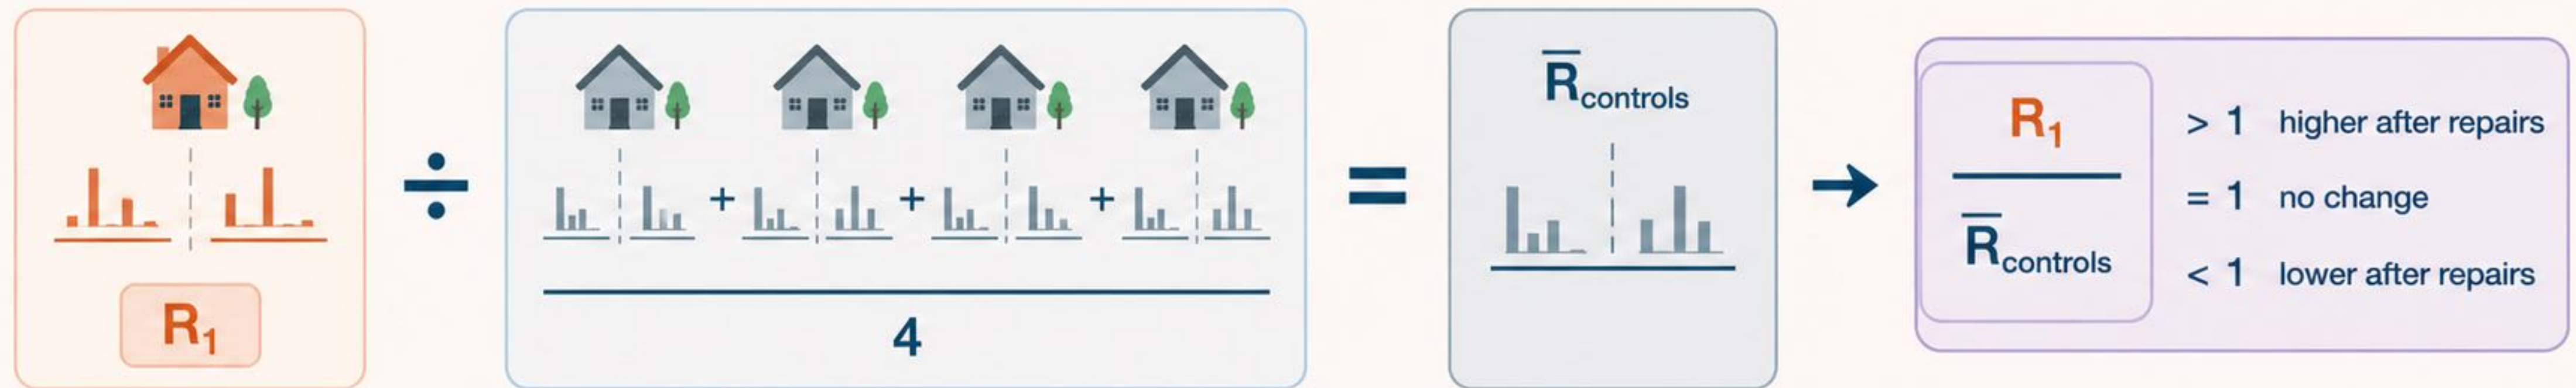 R₁
÷
+ + +
4
=
R̅controls
→
R₁
R̅controls
> 1 higher after repairs
= 1 no change
< 1 lower after repairs